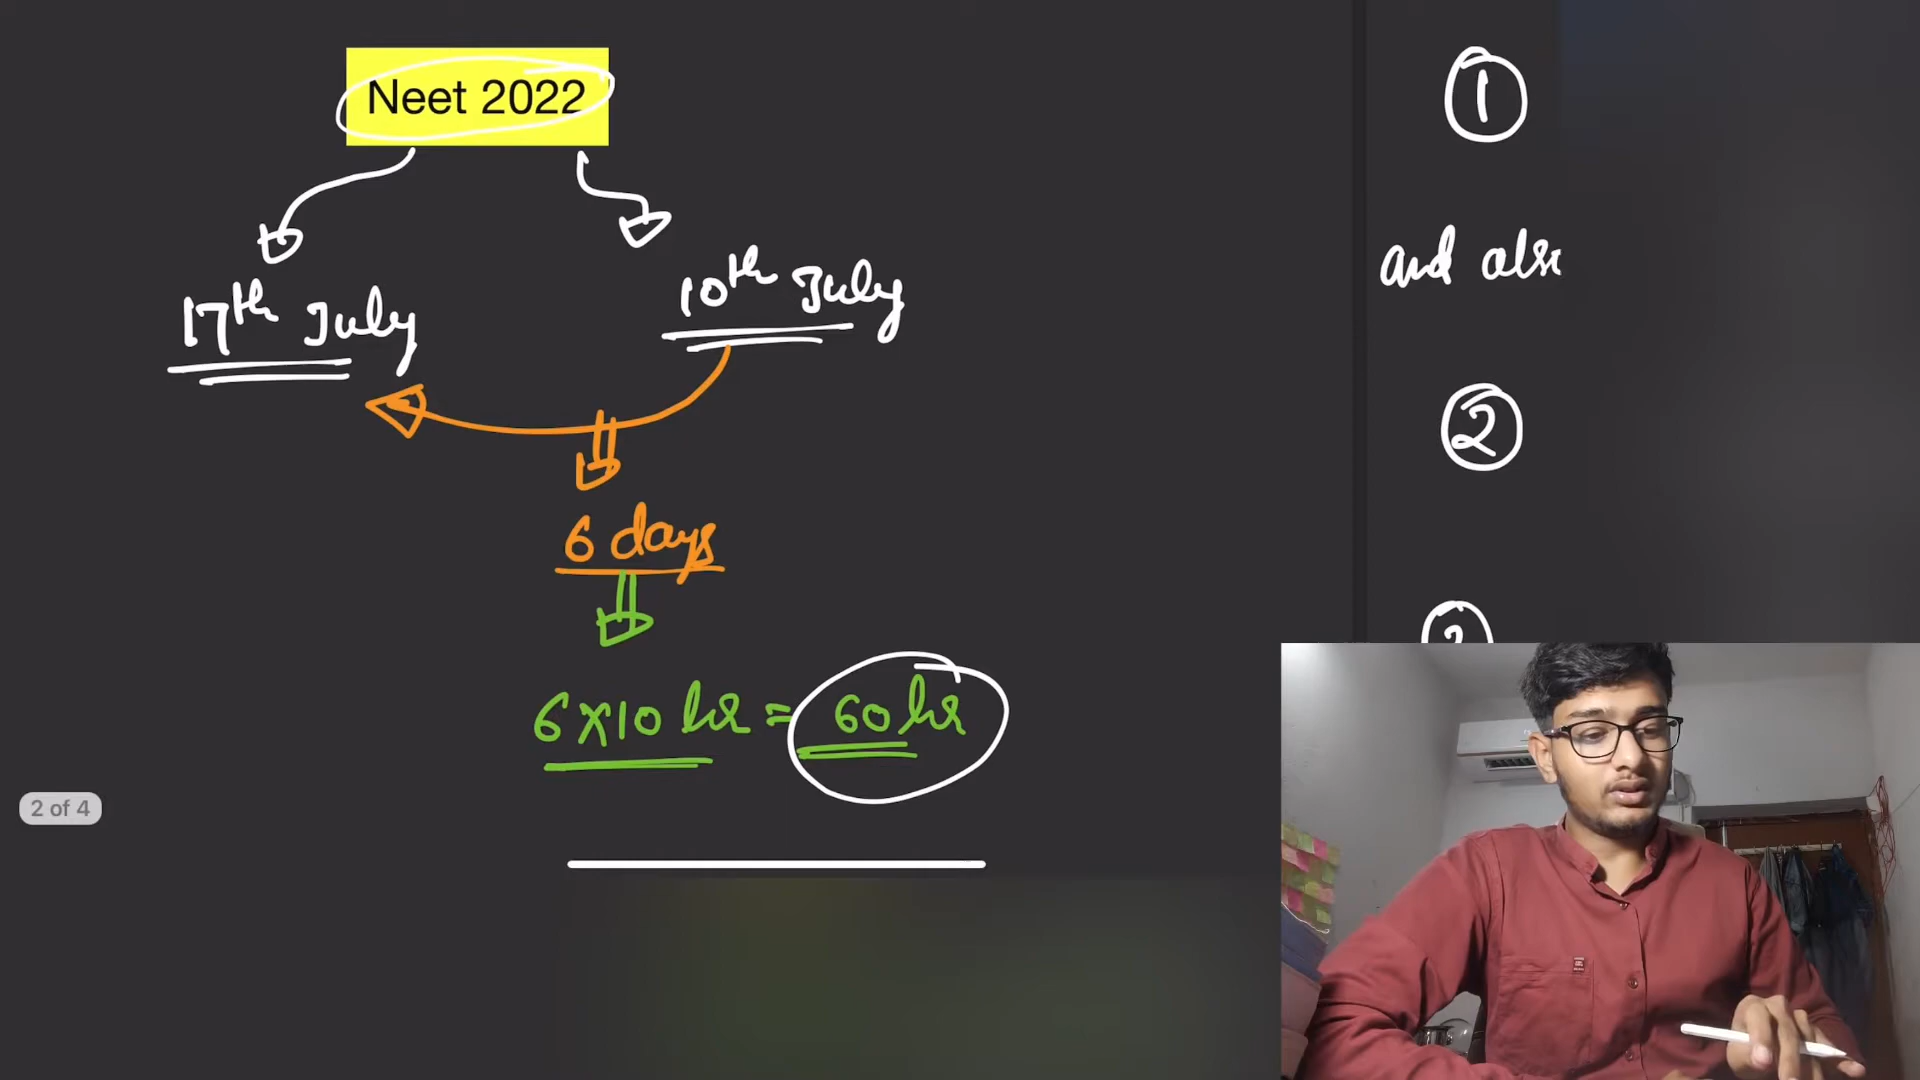 Neet 2022
17th July
10th July
6 days
6x10 hr = 60 hr
2 of 4
1
and also
2